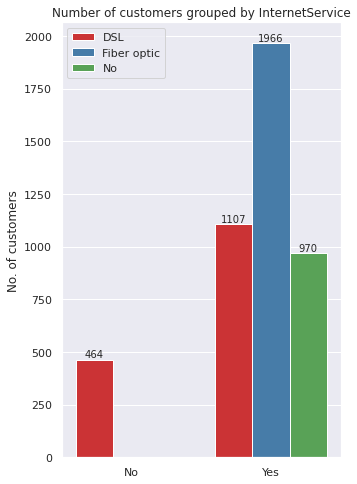 Number of customers grouped by InternetService
DSL
Fiber optic
No
No. of customers
2000
1750
1500
1250
1000
750
500
250
0
464
1107
1966
970
No
Yes